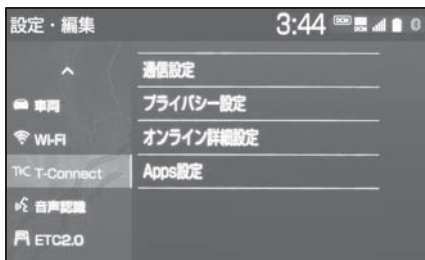 設定・編集 3:44
通信設定
車両 プライバシー設定
Wi-Fi オンライン詳細設定
T-Connect Apps設定
音声認識
ETC2.0